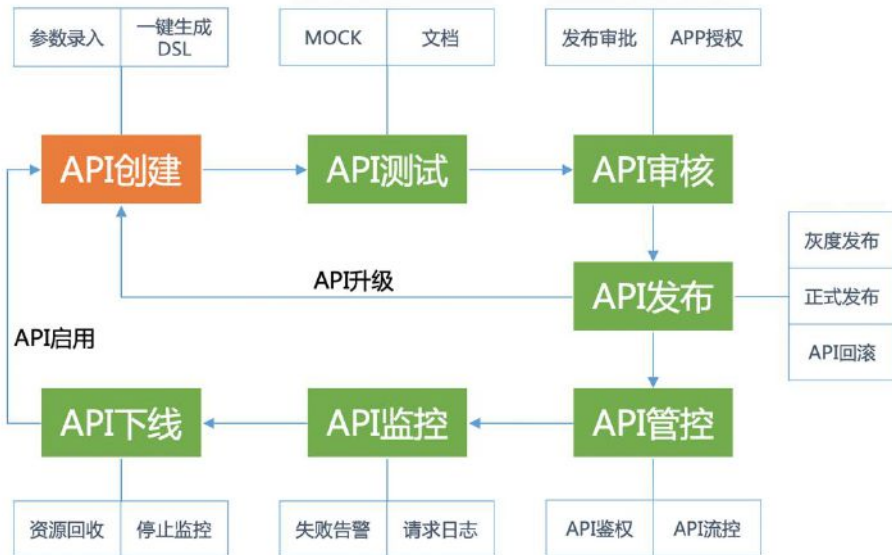 参数录入
一键生成
DSL
MOCK
文档
发布审批
APP授权
API创建
API测试
API审核
灰度发布
API升级
API发布
正式发布
API启用
API回滚
API下线
API监控
API管控
资源回收
停止监控
失败告警
请求日志
API鉴权
API流控